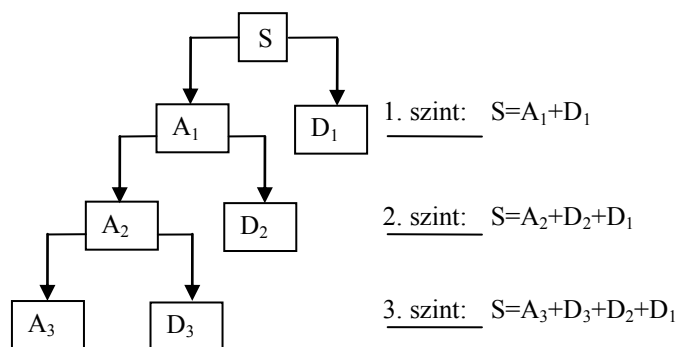 S
A₁ D₁ 1. szint: S=A₁+D₁
A₂ D₂ 2. szint: S=A₂+D₂+D₁
A₃ D₃ 3. szint: S=A₃+D₃+D₂+D₁